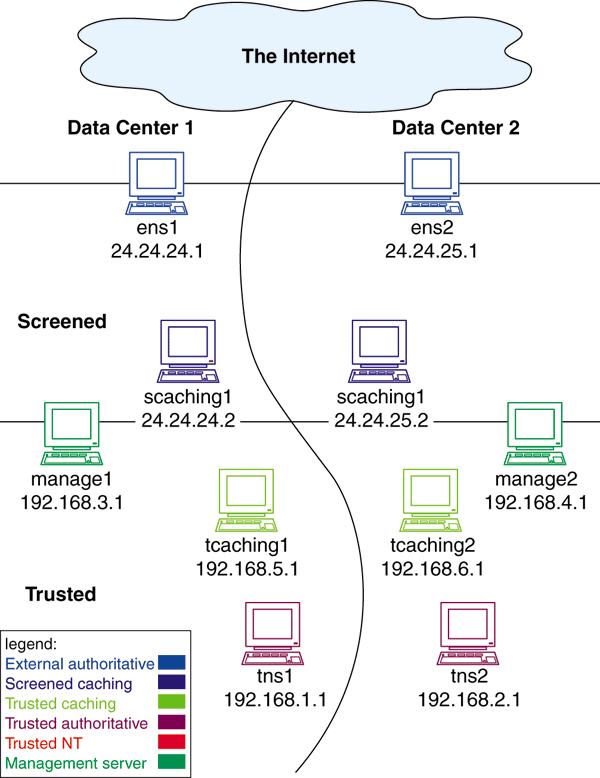 The Internet
Data Center 1
Data Center 2
ens1
24.24.24.1
ens2
24.24.25.1
Screened
scaching1
24.24.24.2
scaching1
24.24.25.2
manage1
192.168.3.1
manage2
192.168.4.1
tcaching1
192.168.5.1
tcaching2
192.168.6.1
Trusted
tns1
192.168.1.1
tns2
192.168.2.1
legend:
External authoritative
Screened caching
Trusted caching
Trusted authoritative
Trusted NT
Management server